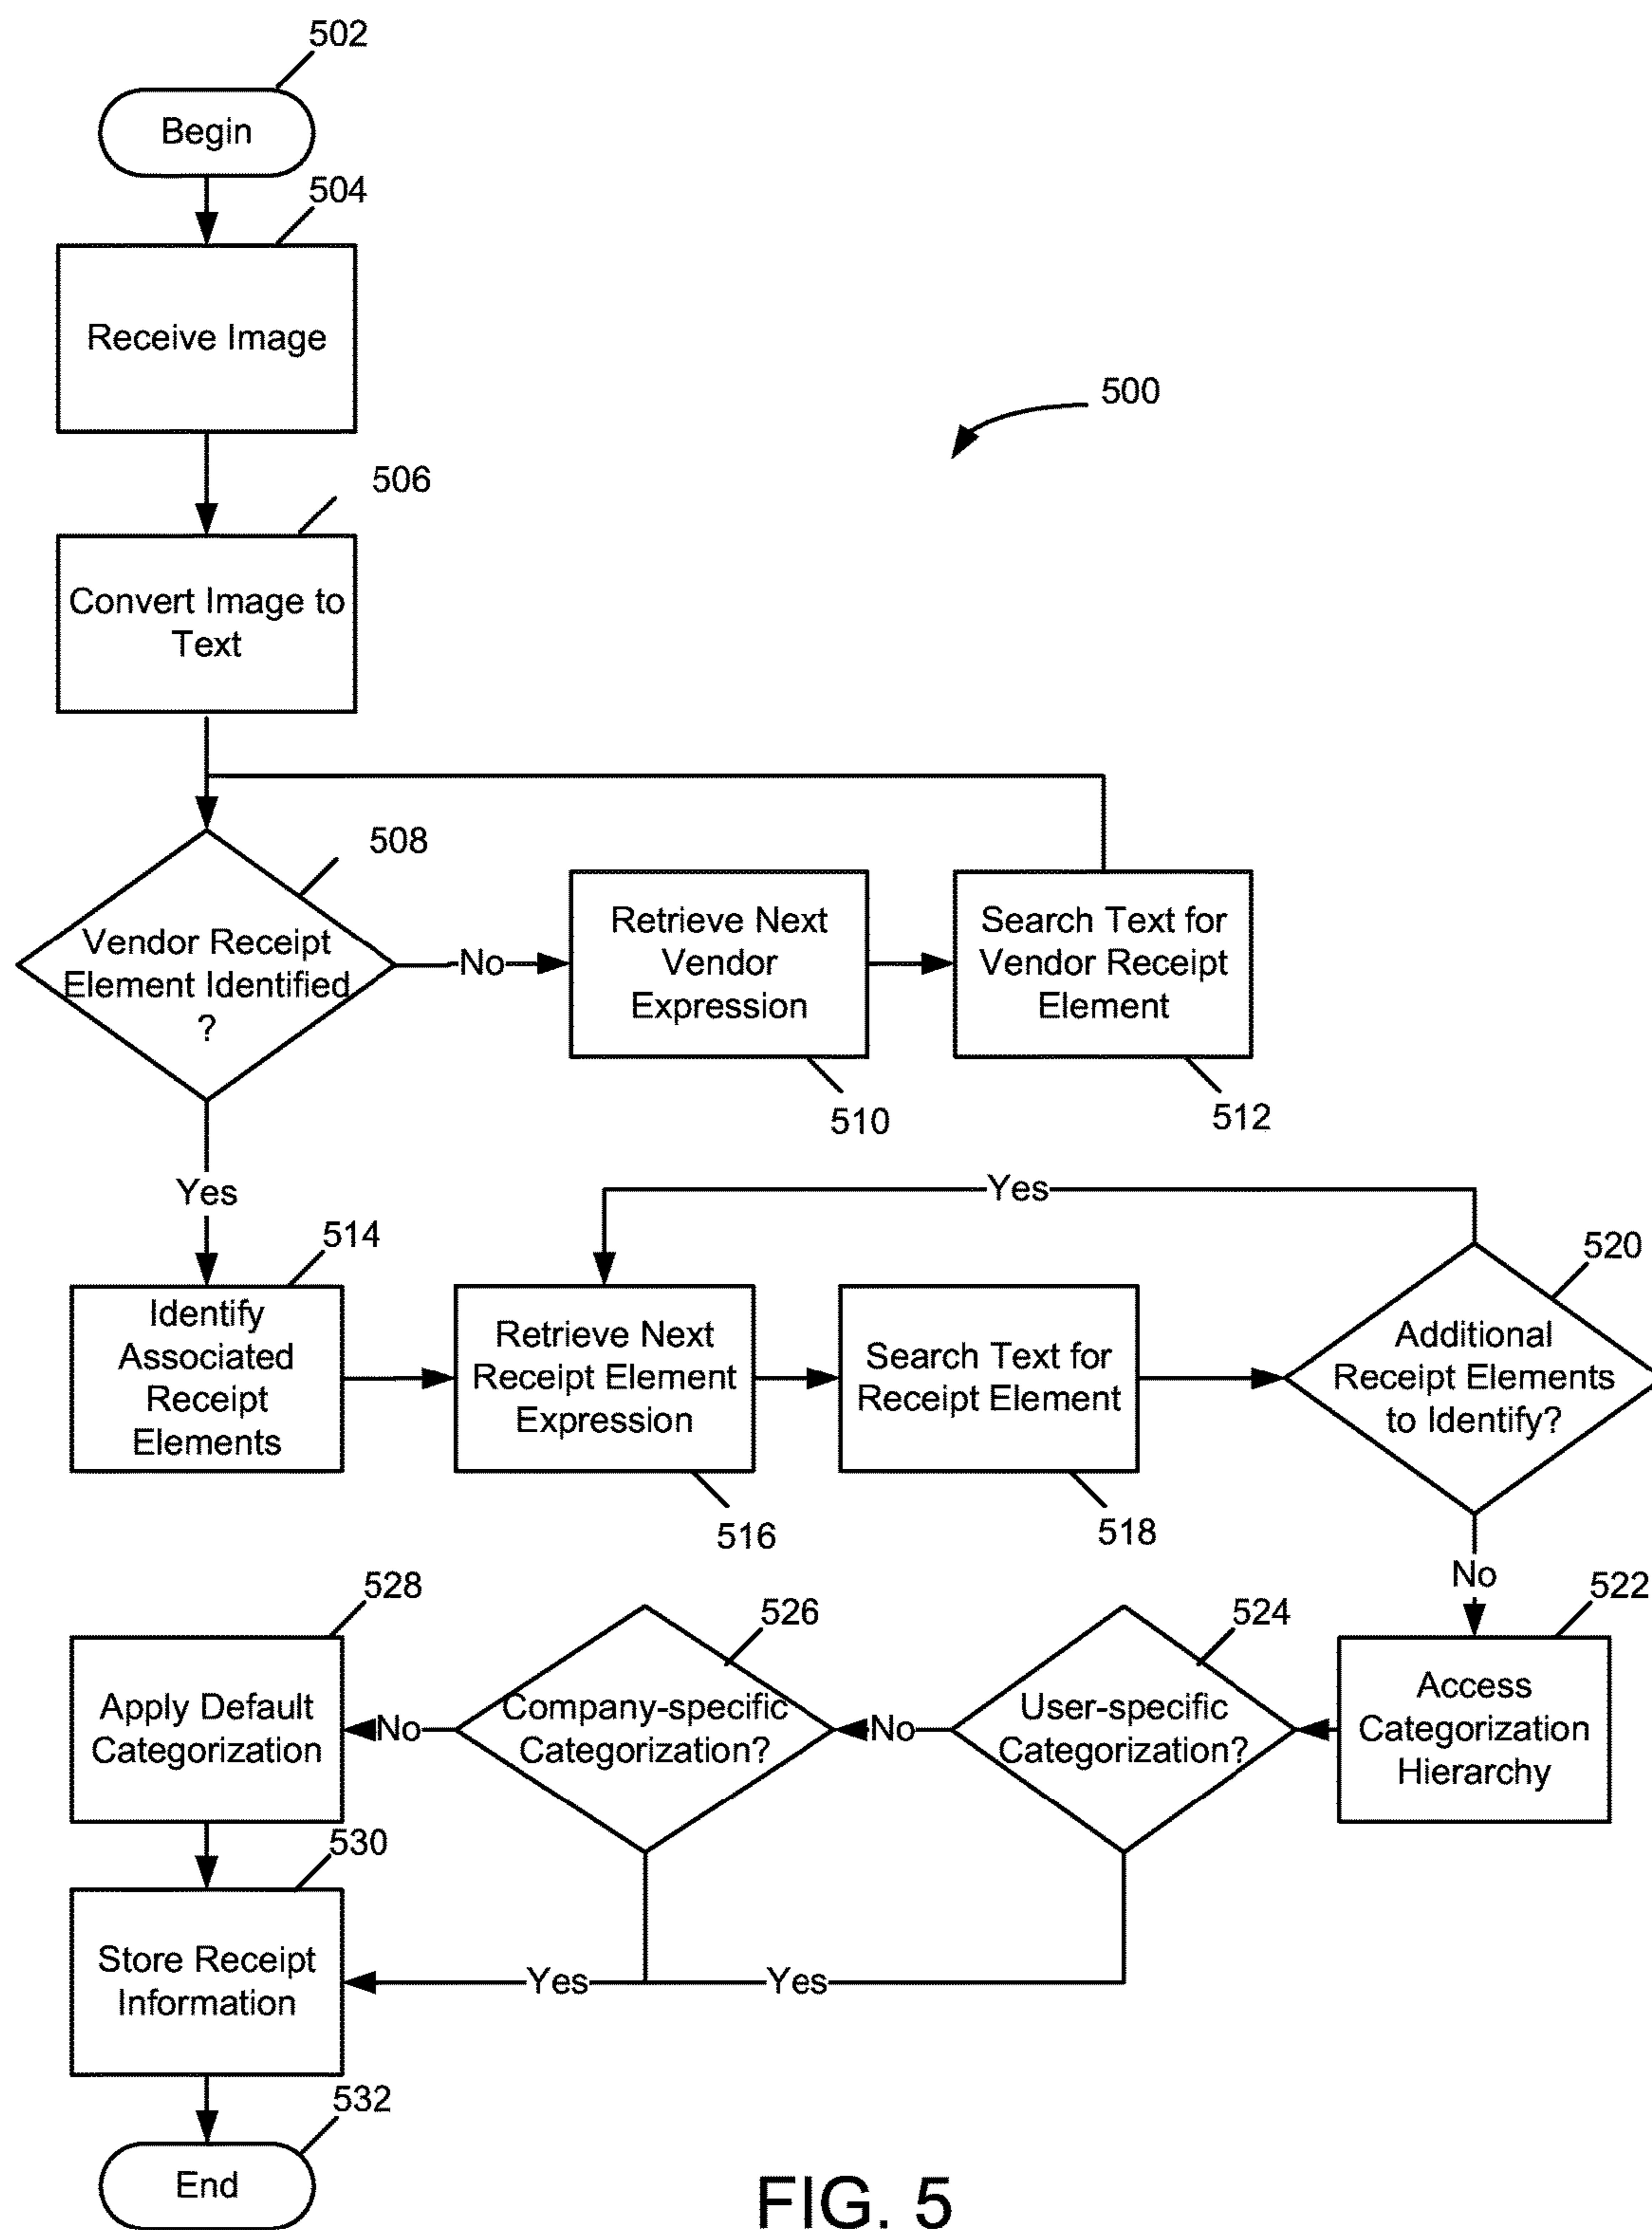 502
Begin
504
Receive Image
500
506
Convert Image to
Text
508
Vendor Receipt
Element Identified
?
No
Retrieve Next
Vendor
Expression
510
Search Text for
Vendor Receipt
Element
512
Yes
514
Identify
Associated
Receipt
Elements
Yes
Retrieve Next
Receipt Element
Expression
516
Search Text for
Receipt Element
518
520
Additional
Receipt Elements
to Identify?
No
522
Access
Categorization
Hierarchy
524
User-specific
Categorization?
No
526
Company-specific
Categorization?
No
528
Apply Default
Categorization
Yes
Yes
530
Store Receipt
Information
532
End
FIG. 5